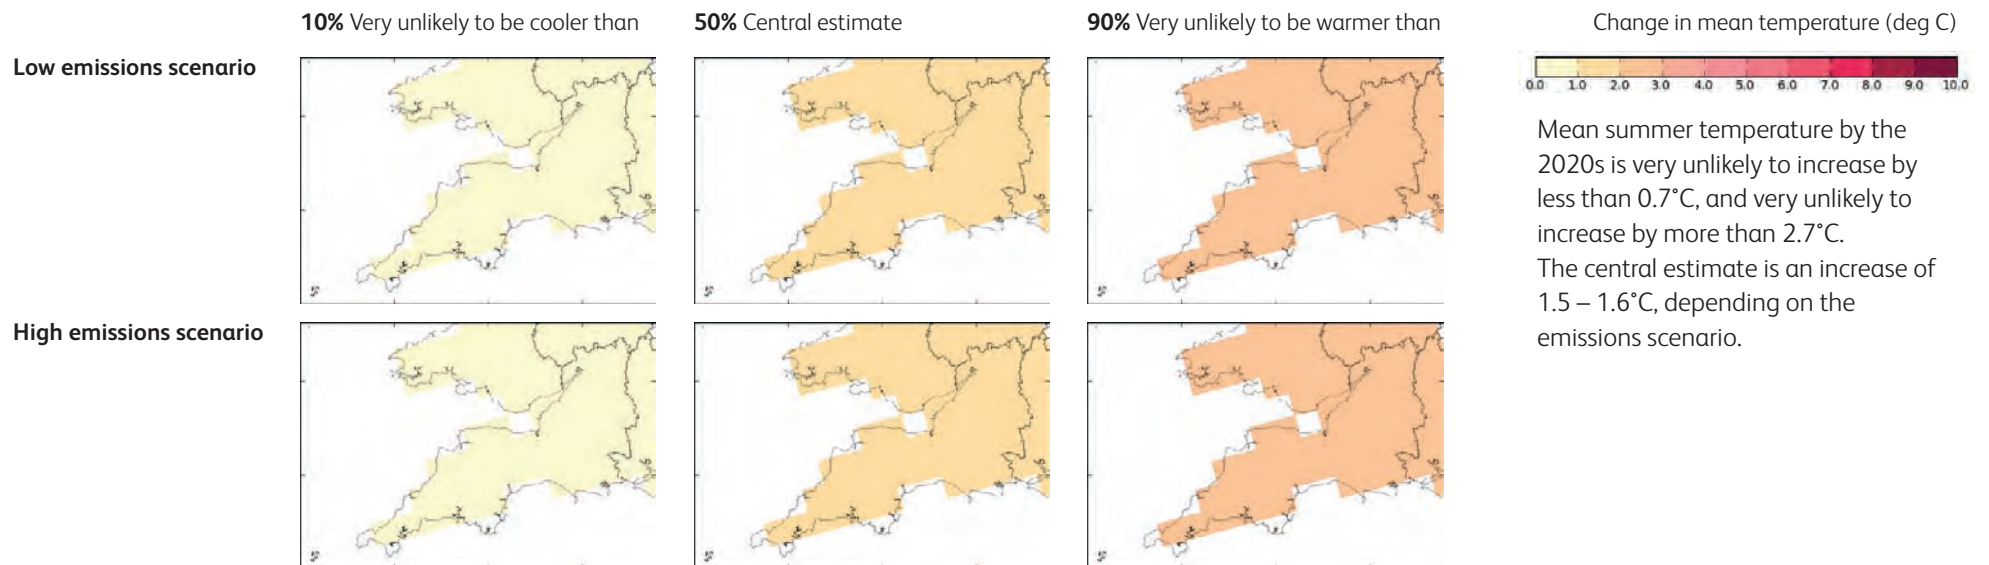 10% Very unlikely to be cooler than
50% Central estimate
90% Very unlikely to be warmer than
Change in mean temperature (deg C)
Low emissions scenario
0.0 1.0 2.0 3.0 4.0 5.0 6.0 7.0 8.0 9.0 10.0
Mean summer temperature by the
2020s is very unlikely to increase by
less than 0.7°C, and very unlikely to
increase by more than 2.7°C.
The central estimate is an increase of
1.5 – 1.6°C, depending on the
emissions scenario.
High emissions scenario